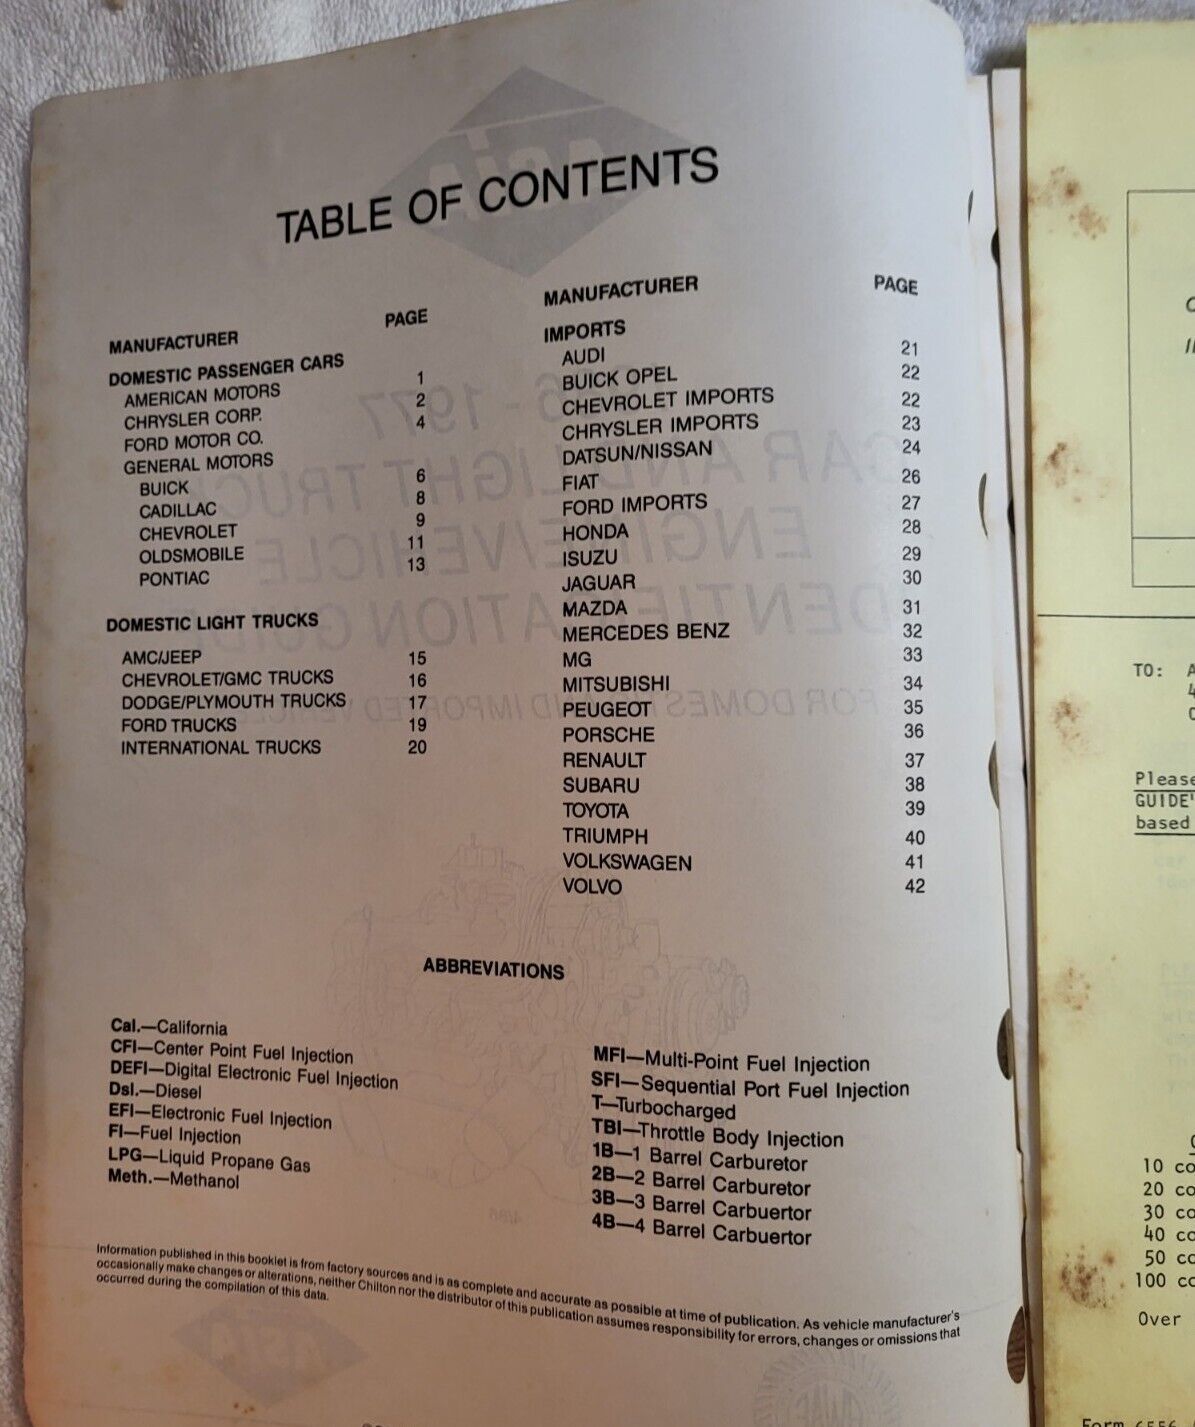 TABLE OF CONTENTS
MANUFACTURER PAGE
DOMESTIC PASSENGER CARS
AMERICAN MOTORS 1
CHRYSLER CORP. 2
FORD MOTOR CO. 4
GENERAL MOTORS
BUICK 6
CADILLAC 8
CHEVROLET 9
OLDSMOBILE 11
PONTIAC 13
DOMESTIC LIGHT TRUCKS
AMC/JEEP 15
CHEVROLET/GMC TRUCKS 16
DODGE/PLYMOUTH TRUCKS 17
FORD TRUCKS 19
INTERNATIONAL TRUCKS 20
MANUFACTURER PAGE
IMPORTS
AUDI 21
BUICK OPEL 22
CHEVROLET IMPORTS 22
CHRYSLER IMPORTS 23
DATSUN/NISSAN 24
FIAT 26
FORD IMPORTS 27
HONDA 28
ISUZU 29
JAGUAR 30
MAZDA 31
MERCEDES BENZ 32
MG 33
MITSUBISHI 34
PEUGEOT 35
PORSCHE 36
RENAULT 37
SUBARU 38
TOYOTA 39
TRIUMPH 40
VOLKSWAGEN 41
VOLVO 42
ABBREVIATIONS
Cal.—California
CFI—Center Point Fuel Injection
DEFI—Digital Electronic Fuel Injection
Dsl.—Diesel
EFI—Electronic Fuel Injection
FI—Fuel Injection
LPG—Liquid Propane Gas
Meth.—Methanol
MFI—Multi-Point Fuel Injection
SFI—Sequential Port Fuel Injection
T—Turbocharged
TBI—Throttle Body Injection
1B—1 Barrel Carburetor
2B—2 Barrel Carburetor
3B—3 Barrel Carbuertor
4B—4 Barrel Carbuertor
Information published in this booklet is from factory sources and is as complete and accurate as possible at time of publication. As vehicle manufacturer's
occasionally make changes or alterations, neither Chilton nor the distributor of this publication assumes responsibility for errors, changes or omissions that
occurred during the compilation of this data.
TO:
Please
GUIDE'
based
10 co
20 co
30 co
40 co
50 co
100 co
Over
Form 6556